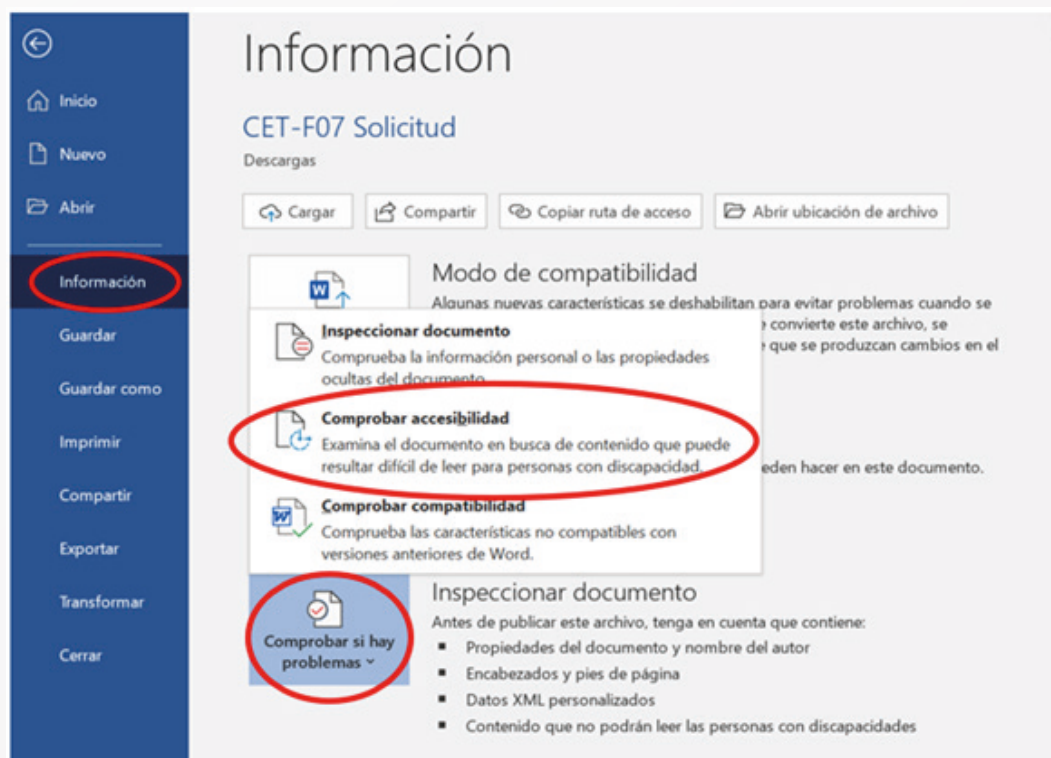 Información
CET-F07 Solicitud
Descargas
Inicio
Nuevo
Abrir
Información
Guardar
Guardar como
Imprimir
Compartir
Exportar
Transformar
Cerrar
Cargar
Compartir
Copiar ruta de acceso
Abrir ubicación de archivo
Modo de compatibilidad
Algunas nuevas características se deshabilitan para evitar problemas cuando se
convierte este archivo, se
que se produzcan cambios en el
Inspeccionar documento
Comprueba la información personal o las propiedades
ocultas del documento.
Comprobar accesibilidad
Examina el documento en busca de contenido que puede
resultar difícil de leer para personas con discapacidad.
hacer en este documento.
Comprobar compatibilidad
Comprueba las características no compatibles con
versiones anteriores de Word.
Comprobar si hay
problemas
Inspeccionar documento
Antes de publicar este archivo, tenga en cuenta que contiene:
Propiedades del documento y nombre del autor
Encabezados y pies de página
Datos XML personalizados
Contenido que no podrán leer las personas con discapacidades